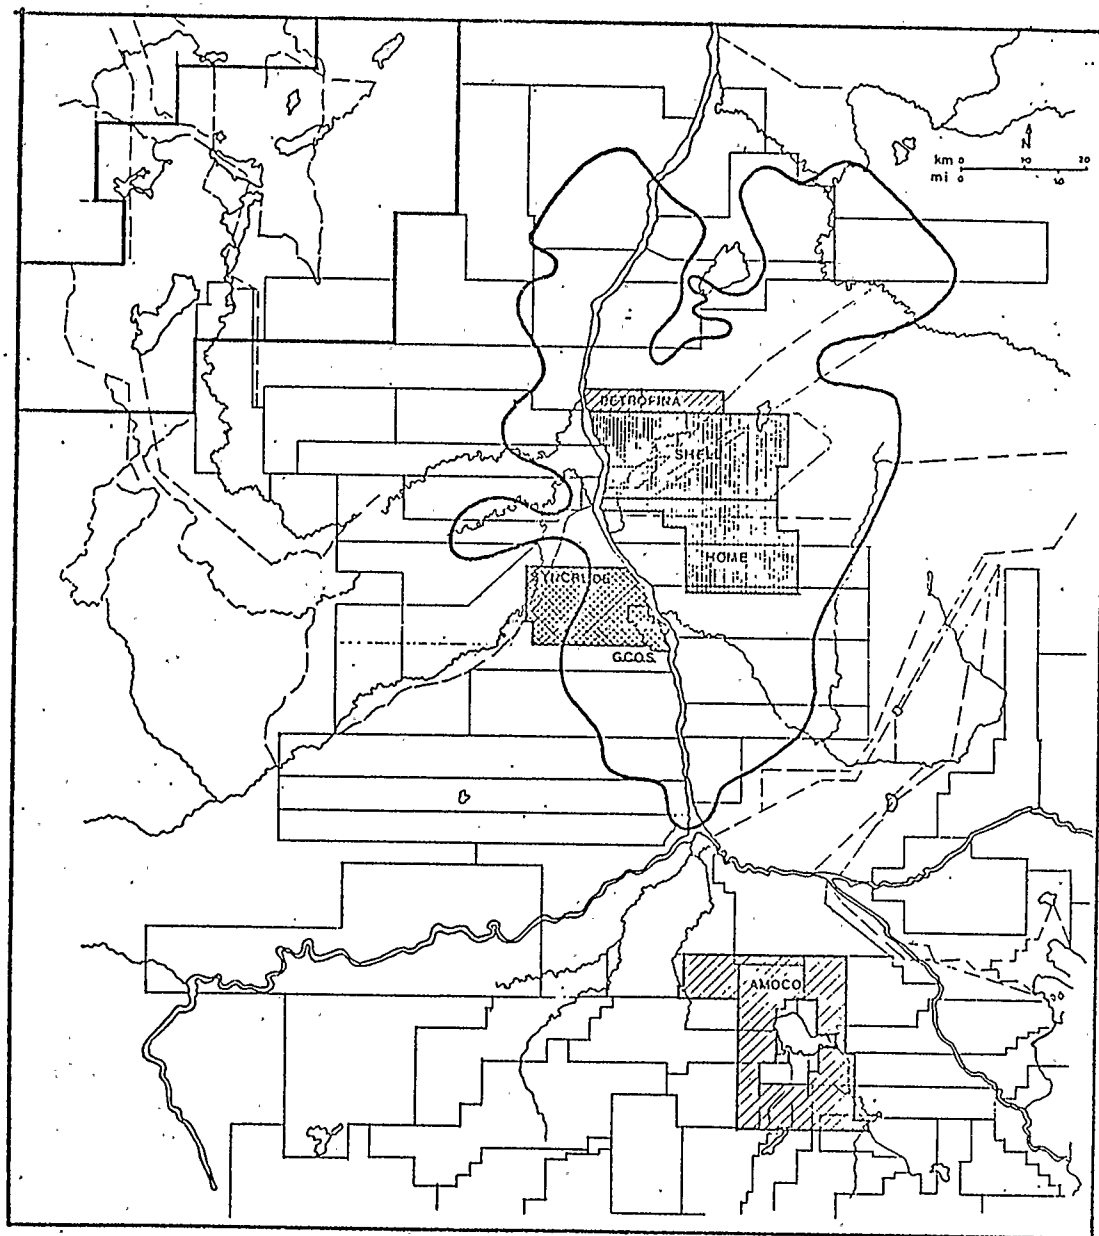 N
km 0 10 20
mi 0 10
PETROFINA
SHELL
HOME
SYNCRUDE
G.C.O.S.
AMOCO